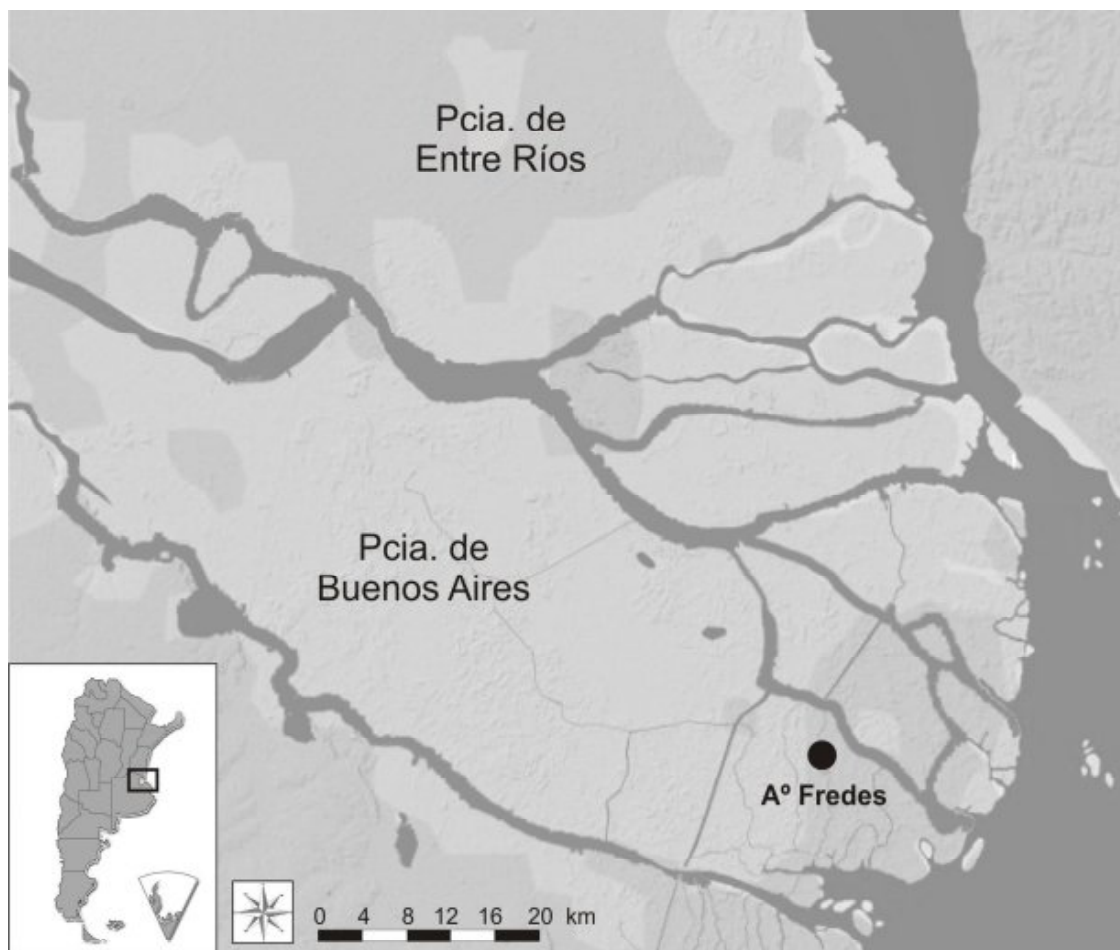 Pcia. de
Entre Ríos
Pcia. de
Buenos Aires
Aº Fredes
0 4 8 12 16 20 km